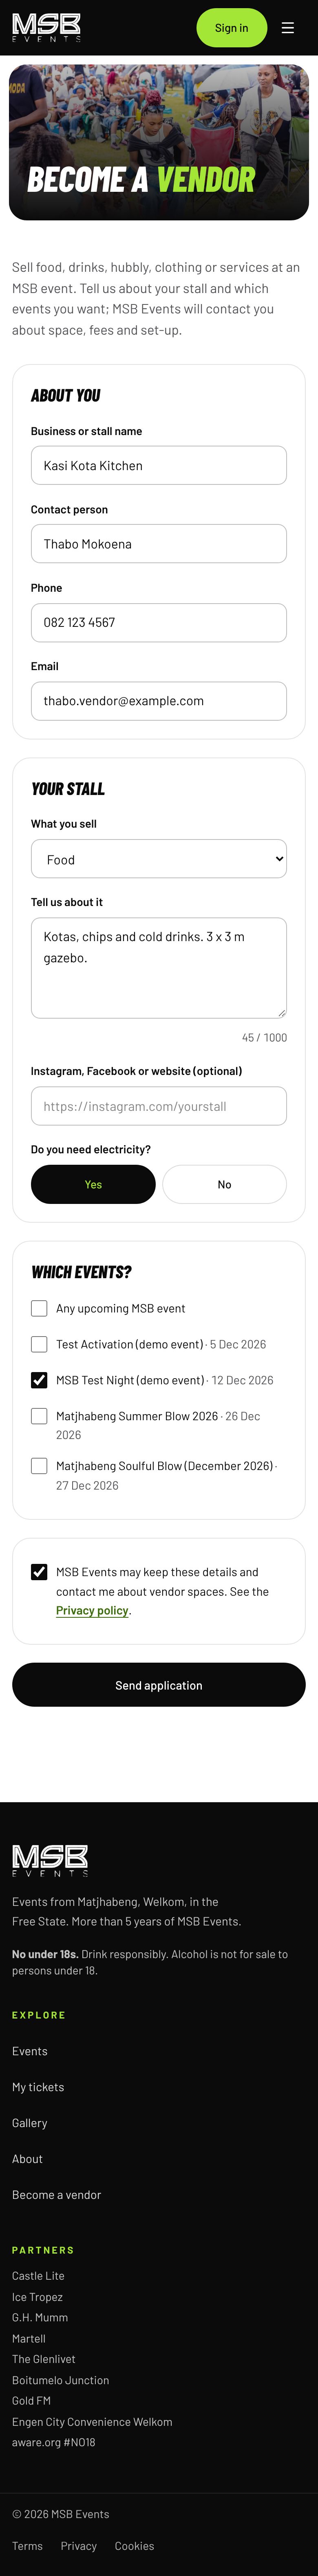 MSB
EVENTS
Sign in
MODA
BECOME A VENDOR
Sell food, drinks, hubbly, clothing or services at an
MSB event. Tell us about your stall and which
events you want; MSB Events will contact you
about space, fees and set-up.
ABOUT YOU
Business or stall name
Kasi Kota Kitchen
Contact person
Thabo Mokoena
Phone
082 123 4567
Email
thabo.vendor@example.com
YOUR STALL
What you sell
Food
Tell us about it
Kotas, chips and cold drinks. 3 x 3 m
gazebo.
45 / 1000
Instagram, Facebook or website (optional)
https://instagram.com/yourstall
Do you need electricity?
Yes
No
WHICH EVENTS?
Any upcoming MSB event
Test Activation (demo event) · 5 Dec 2026
MSB Test Night (demo event) · 12 Dec 2026
Matjhabeng Summer Blow 2026 · 26 Dec
2026
Matjhabeng Soulful Blow (December 2026) ·
27 Dec 2026
MSB Events may keep these details and
contact me about vendor spaces. See the
Privacy policy.
Send application
MSB
EVENTS
Events from Matjhabeng, Welkom, in the
Free State. More than 5 years of MSB Events.
No under 18s. Drink responsibly. Alcohol is not for sale to
persons under 18.
EXPLORE
Events
My tickets
Gallery
About
Become a vendor
PARTNERS
Castle Lite
Ice Tropez
G.H. Mumm
Martell
The Glenlivet
Boitumelo Junction
Gold FM
Engen City Convenience Welkom
aware.org #NO18
© 2026 MSB Events
Terms
Privacy
Cookies